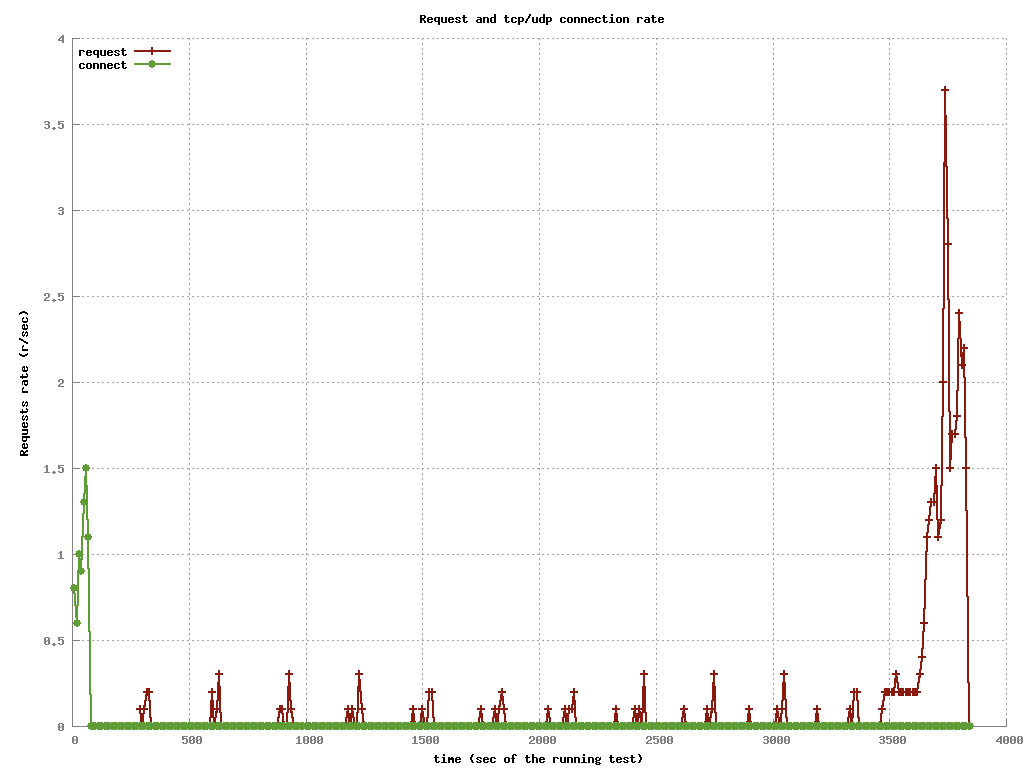 Request and tcp/udp connection rate
request
connect
4
3.5
3
2.5
2
1.5
1
0.5
0
Requests rate (r/sec)
0 500 1000 1500 2000 2500 3000 3500 4000
time (sec of the running test)